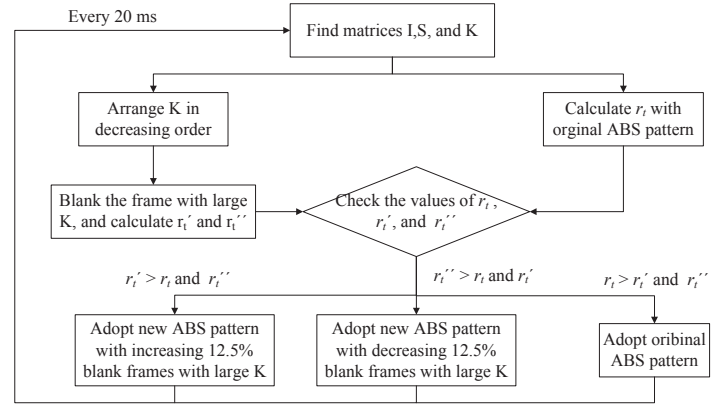 Every 20 ms
Find matrices I,S, and K
Arrange K in
decreasing order
Calculate rₜ with
orginal ABS pattern
Blank the frame with large
K, and calculate rₜ´ and rₜ´´
Check the values of rₜ ,
rₜ´, and rₜ´´
rₜ´ > rₜ and rₜ´´
rₜ´´ > rₜ and rₜ´
rₜ > rₜ´ and rₜ´´
Adopt new ABS pattern
with increasing 12.5%
blank frames with large K
Adopt new ABS pattern
with decreasing 12.5%
blank frames with large K
Adopt oribinal
ABS pattern